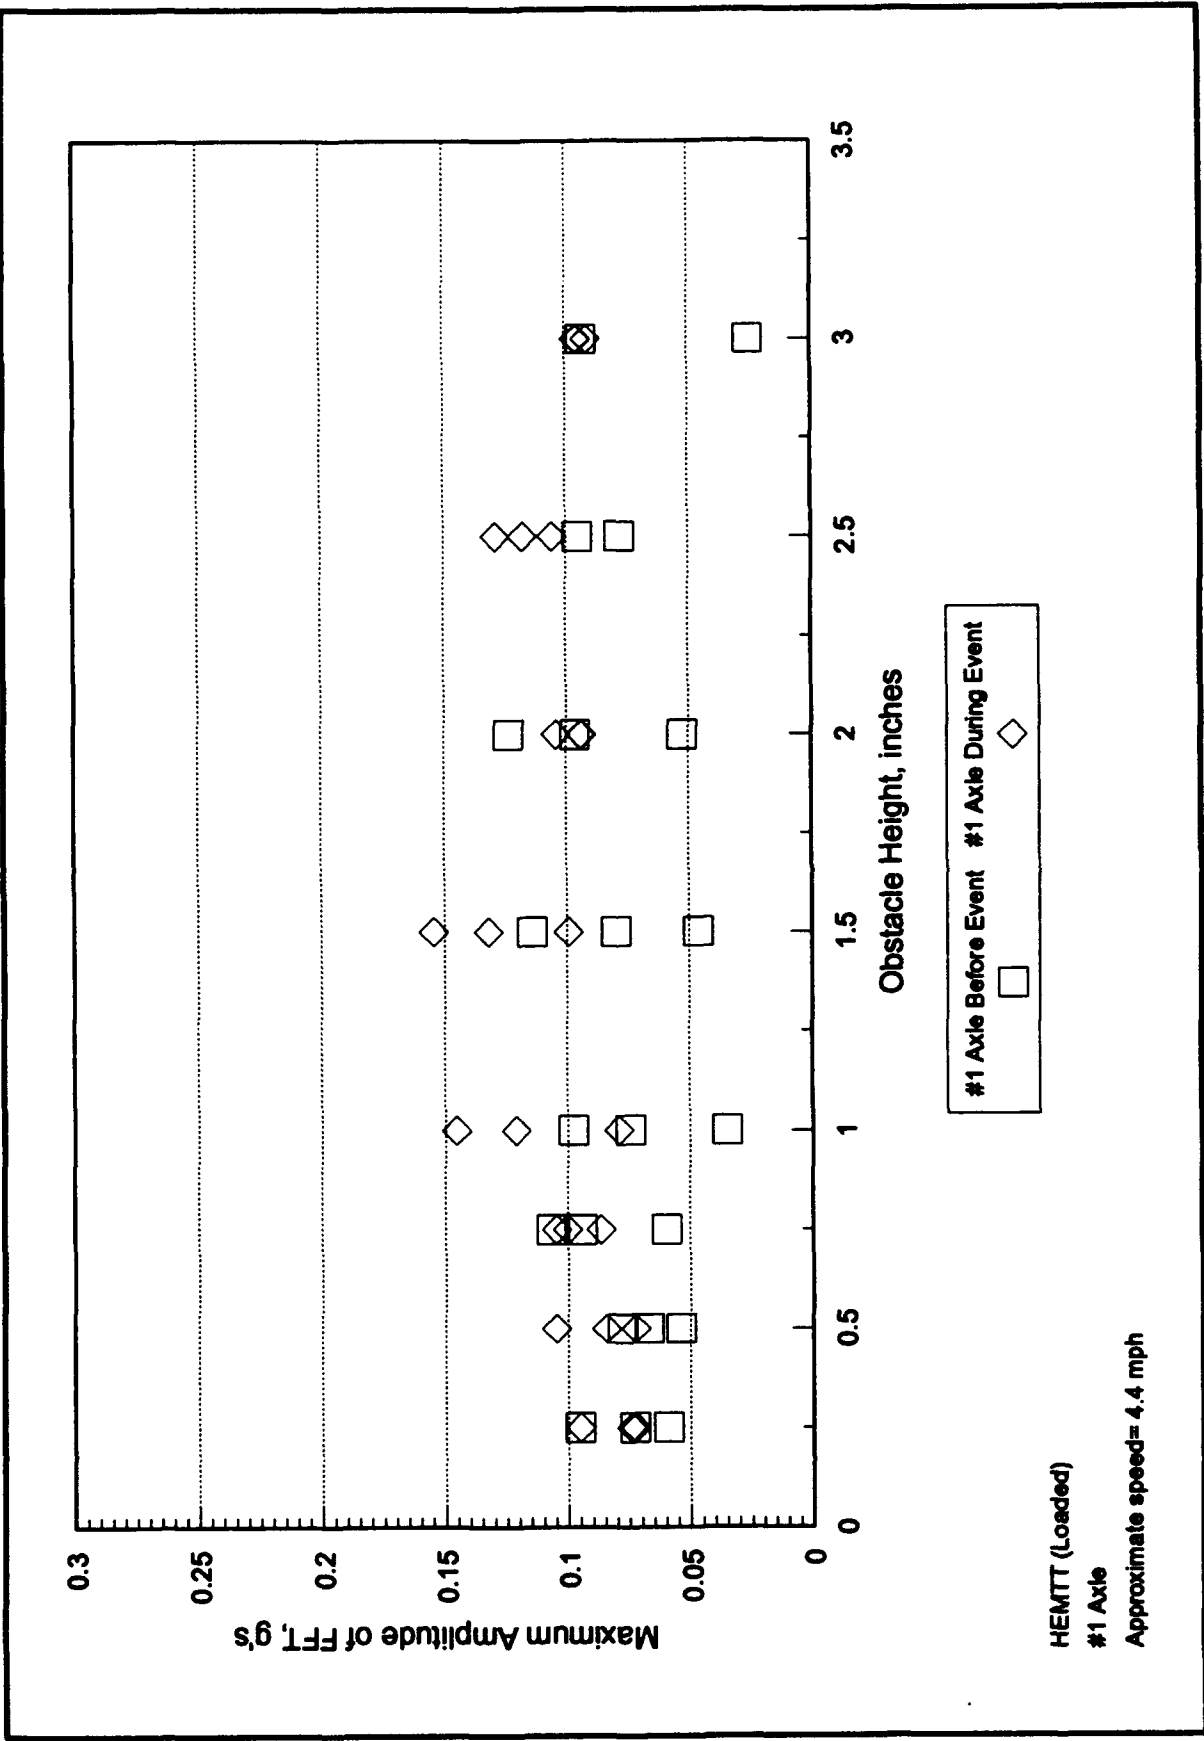 Maximum Amplitude of FFT, g's
0.3
0.25
0.2
0.15
0.1
0.05
0
0
0.5
1
1.5
2
2.5
3
3.5
Obstacle Height, inches
#1 Axle Before Event #1 Axle During Event
HEMTT (Loaded)
#1 Axle
Approximate speed= 4.4 mph